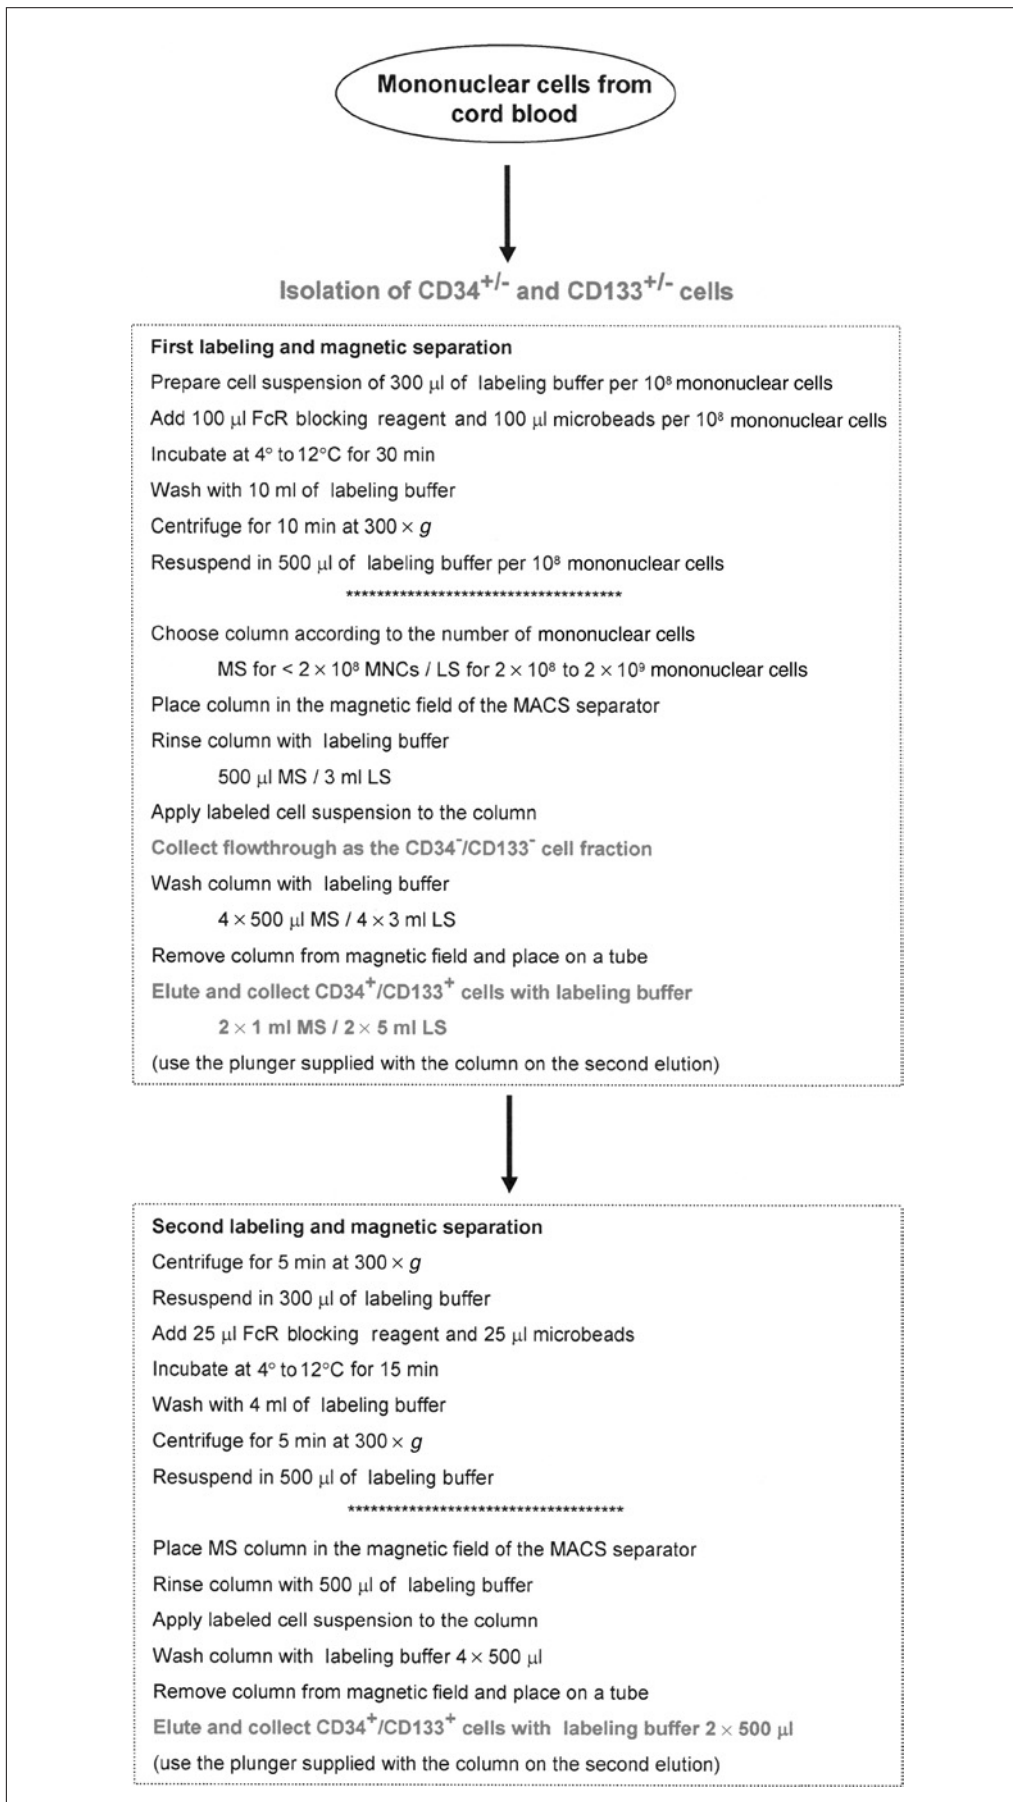 Mononuclear cells from
cord blood
Isolation of CD34⁺/⁻ and CD133⁺/⁻ cells
First labeling and magnetic separation
Prepare cell suspension of 300 µl of labeling buffer per 10⁸ mononuclear cells
Add 100 µl FcR blocking reagent and 100 µl microbeads per 10⁸ mononuclear cells
Incubate at 4° to 12°C for 30 min
Wash with 10 ml of labeling buffer
Centrifuge for 10 min at 300 × g
Resuspend in 500 µl of labeling buffer per 10⁸ mononuclear cells
************************************
Choose column according to the number of mononuclear cells
MS for < 2 × 10⁸ MNCs / LS for 2 × 10⁸ to 2 × 10⁹ mononuclear cells
Place column in the magnetic field of the MACS separator
Rinse column with labeling buffer
500 µl MS / 3 ml LS
Apply labeled cell suspension to the column
Collect flowthrough as the CD34⁻/CD133⁻ cell fraction
Wash column with labeling buffer
4 × 500 µl MS / 4 × 3 ml LS
Remove column from magnetic field and place on a tube
Elute and collect CD34⁺/CD133⁺ cells with labeling buffer
2 × 1 ml MS / 2 × 5 ml LS
(use the plunger supplied with the column on the second elution)
Second labeling and magnetic separation
Centrifuge for 5 min at 300 × g
Resuspend in 300 µl of labeling buffer
Add 25 µl FcR blocking reagent and 25 µl microbeads
Incubate at 4° to 12°C for 15 min
Wash with 4 ml of labeling buffer
Centrifuge for 5 min at 300 × g
Resuspend in 500 µl of labeling buffer
************************************
Place MS column in the magnetic field of the MACS separator
Rinse column with 500 µl of labeling buffer
Apply labeled cell suspension to the column
Wash column with labeling buffer 4 × 500 µl
Remove column from magnetic field and place on a tube
Elute and collect CD34⁺/CD133⁺ cells with labeling buffer 2 × 500 µl
(use the plunger supplied with the column on the second elution)